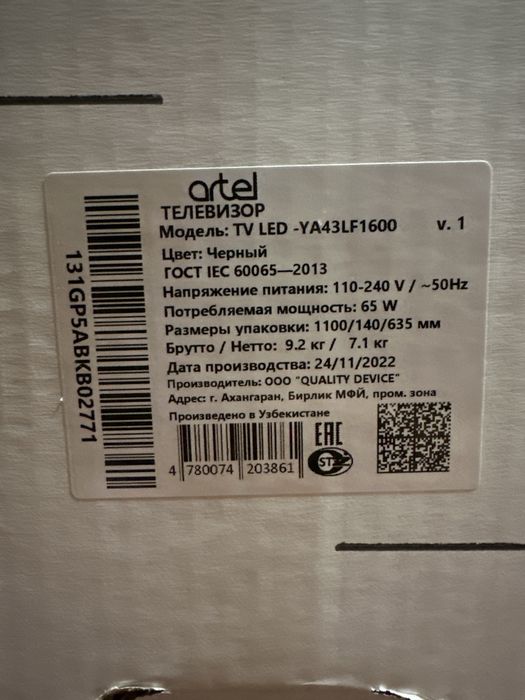 artel
ТЕЛЕВИЗОР
Модель: TV LED -YA43LF1600 v. 1
Цвет: Черный
ГОСТ IEC 60065—2013
Напряжение питания: 110-240 V / ~50Hz
Потребляемая мощность: 65 W
Размеры упаковки: 1100/140/635 мм
Брутто / Нетто: 9.2 кг / 7.1 кг
Дата производства: 24/11/2022
Производитель: ООО "QUALITY DEVICE"
Адрес: г. Ахангаран, Бирлик МФЙ, пром. зона
Произведено в Узбекистане
4 780074 203861
EAC
131GP5ABKB02771